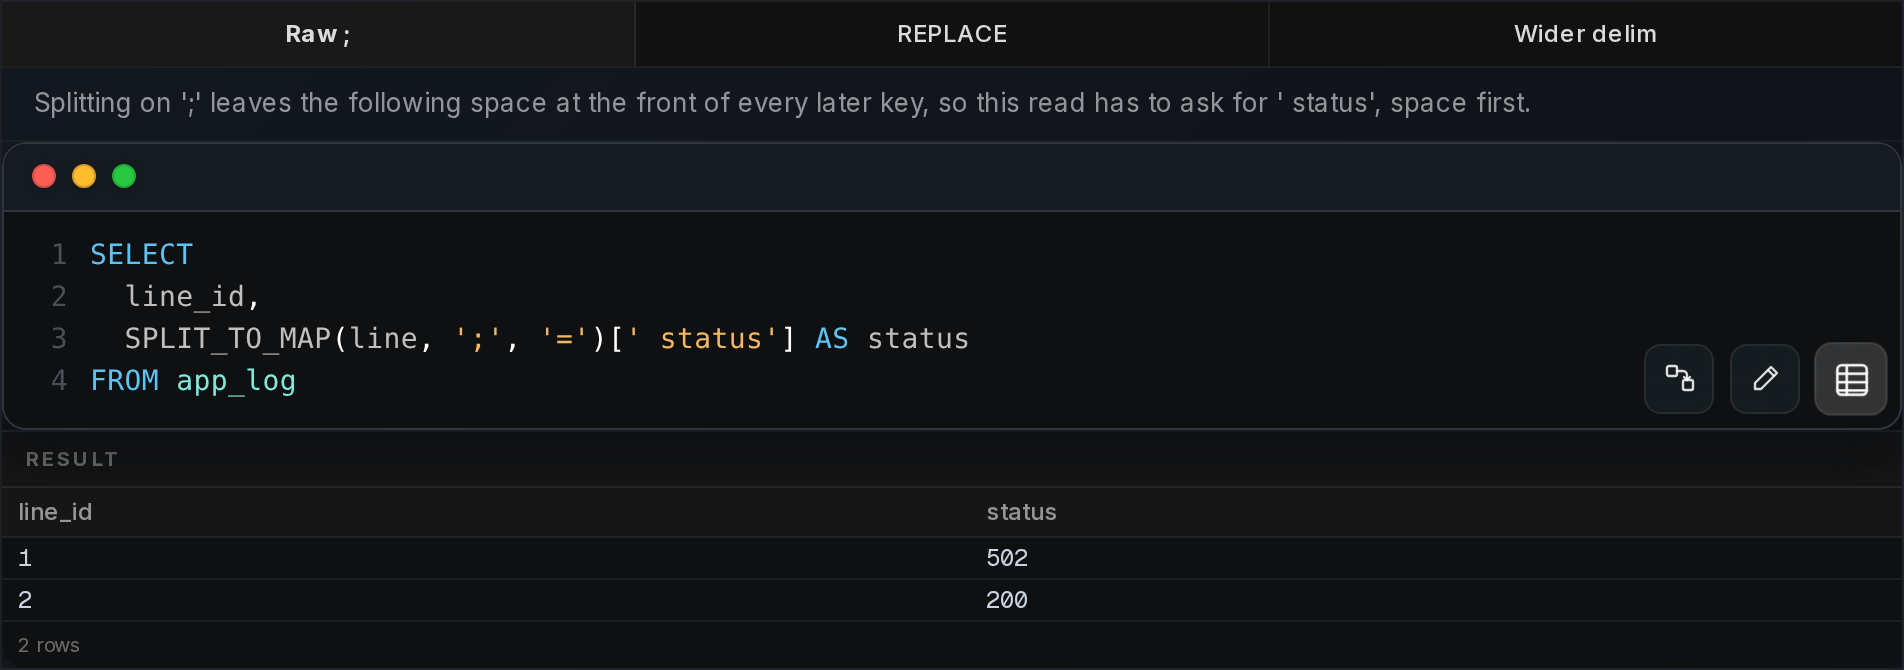 Raw ;
REPLACE
Wider delim
Splitting on ';' leaves the following space at the front of every later key, so this read has to ask for ' status', space first.
1 SELECT
2   line_id,
3   SPLIT_TO_MAP(line, ';', '=')[' status'] AS status
4 FROM app_log
RESULT
line_id status
1 502
2 200
2 rows